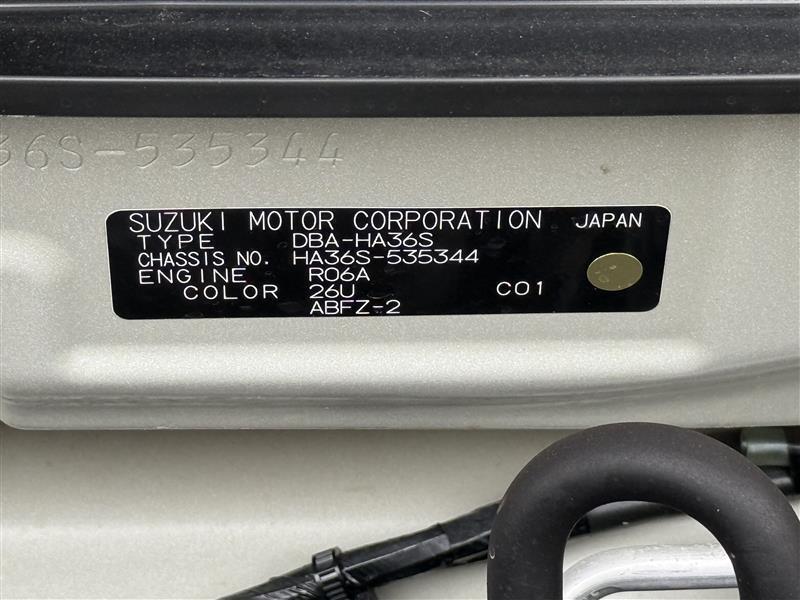 36S-535344
SUZUKI MOTOR CORPORATION JAPAN
TYPE DBA-HA36S
CHASSIS NO. HA36S-535344
ENGINE R06A
COLOR 26U C01
ABFZ-2